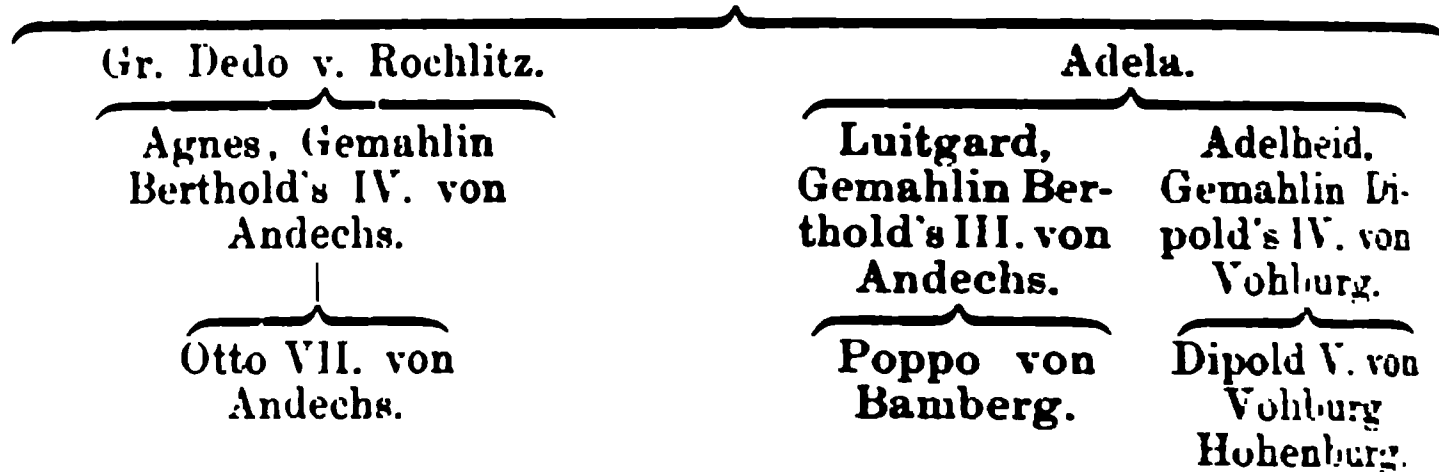 Gr. Dedo v. Rochlitz.
Agnes, Gemahlin
Berthold's IV. von
Andechs.
Otto VII. von
Andechs.
Adela.
Luitgard,
Gemahlin Ber-
thold's III. von
Andechs.
Poppo von
Bamberg.
Adelheid,
Gemahlin Di-
pold's IV. von
Vohburg.
Dipold V. von
Vohburg
Hohenburg.